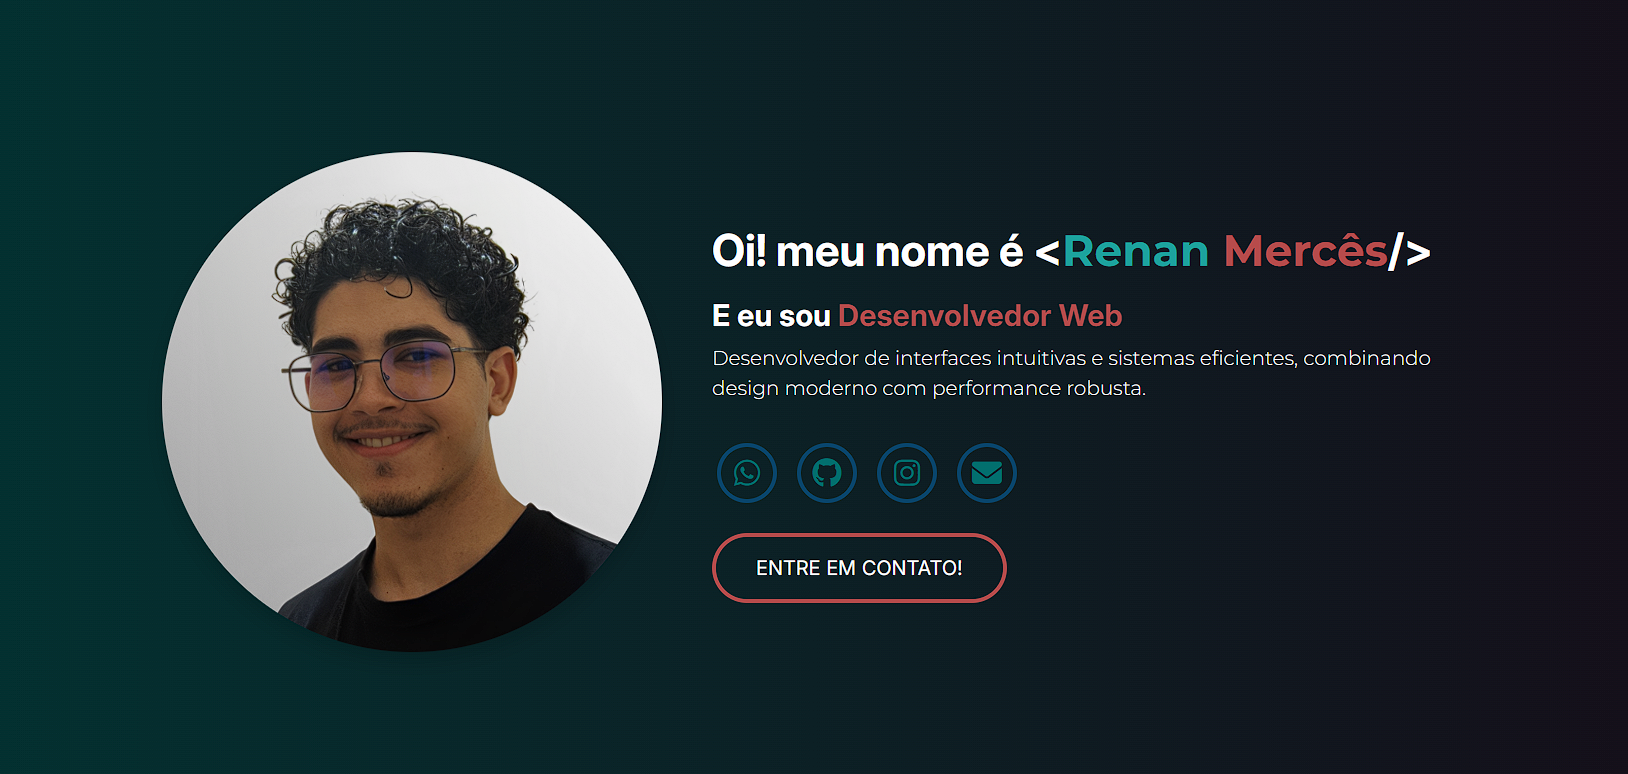 Oi! meu nome é <Renan Mercês/>
E eu sou Desenvolvedor Web
Desenvolvedor de interfaces intuitivas e sistemas eficientes, combinando
design moderno com performance robusta.
ENTRE EM CONTATO!